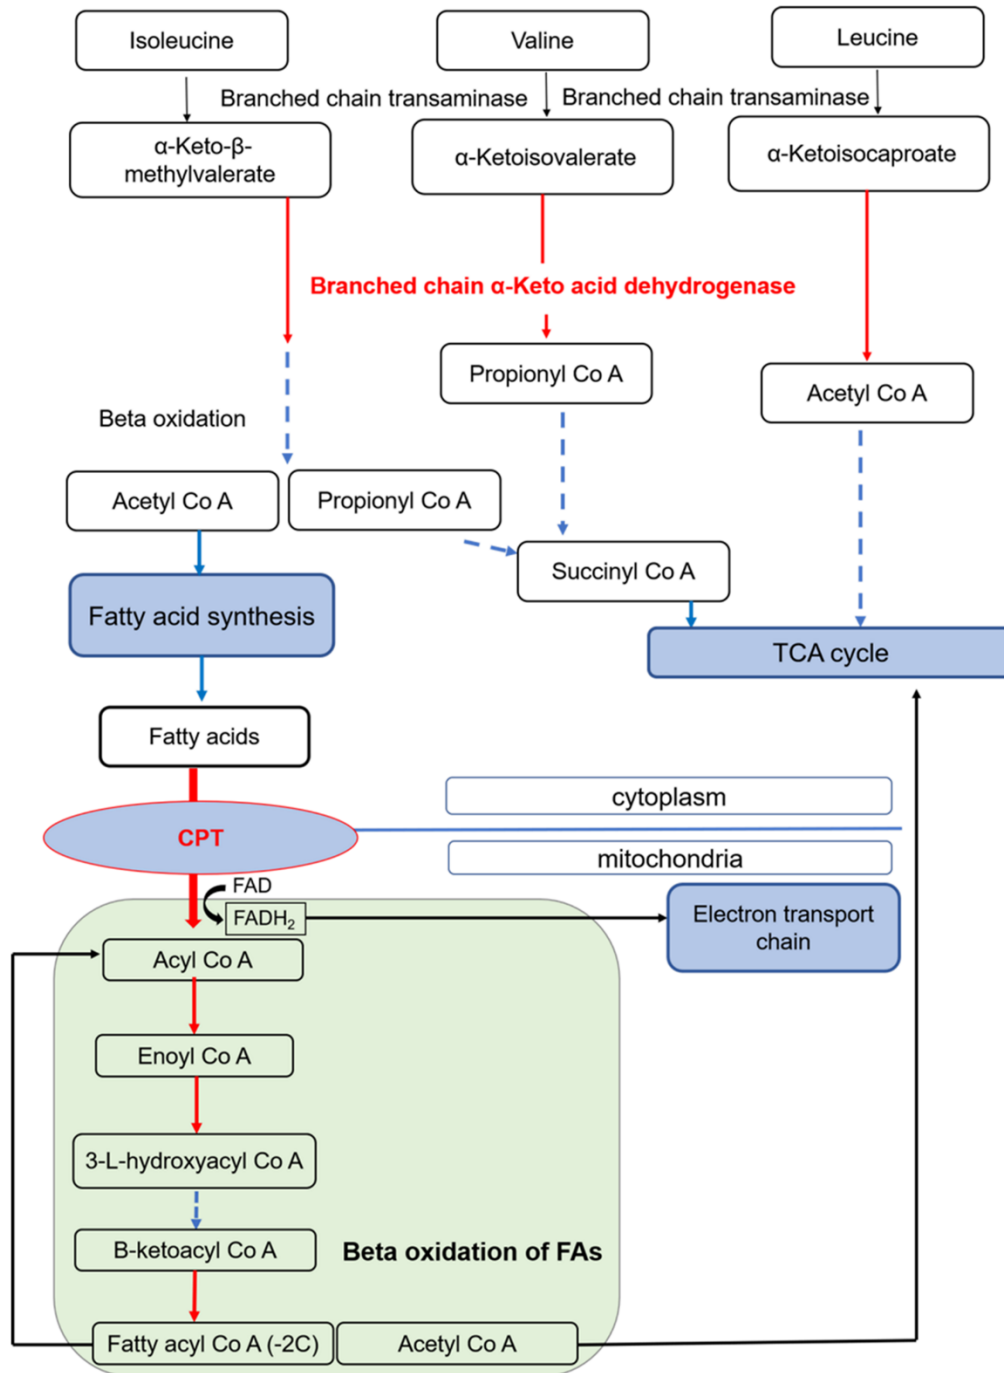 Isoleucine
Valine
Leucine
Branched chain transaminase
Branched chain transaminase
α-Keto-β-
methylvalerate
α-Ketoisovalerate
α-Ketoisocaproate
Branched chain α-Keto acid dehydrogenase
Propionyl Co A
Acetyl Co A
Beta oxidation
Acetyl Co A
Propionyl Co A
Succinyl Co A
Fatty acid synthesis
TCA cycle
Fatty acids
cytoplasm
CPT
mitochondria
FAD
FADH₂
Electron transport
chain
Acyl Co A
Enoyl Co A
3-L-hydroxyacyl Co A
B-ketoacyl Co A
Beta oxidation of FAs
Fatty acyl Co A (-2C)
Acetyl Co A